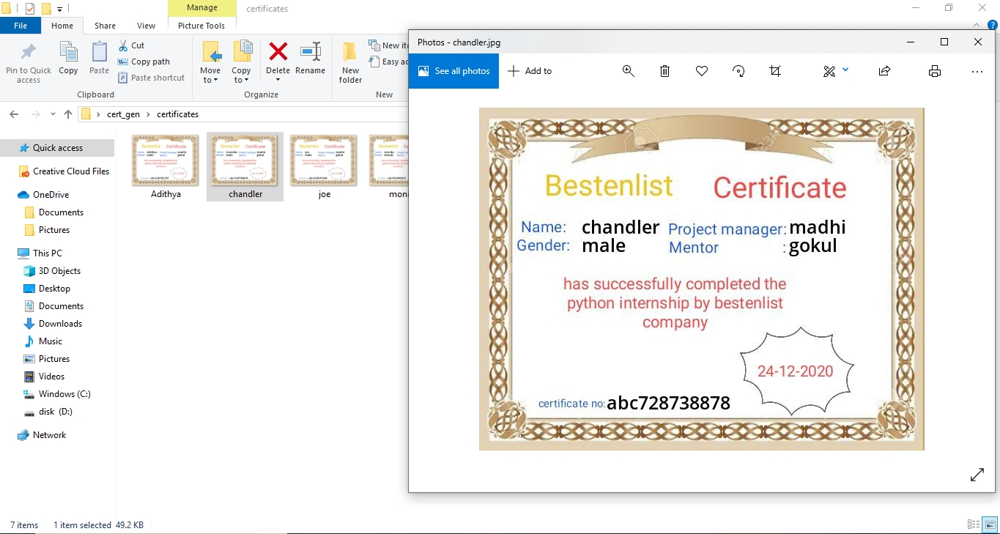 Manage
certificates
File
Home
Share
View
Picture Tools
Pin to Quick access
Copy
Paste
Cut
Copy path
Paste shortcut
Clipboard
Move to
Copy to
Delete
Rename
Organize
New folder
New
Easy
New
cert_gen
certificates
Quick access
Creative Cloud Files
OneDrive
Documents
Pictures
This PC
3D Objects
Desktop
Documents
Downloads
Music
Pictures
Videos
Windows (C:)
disk (D:)
Network
Adithya
chandler
joe
moni
7 items
1 item selected 49.2 KB
Photos - chandler.jpg
See all photos
Add to
Bestenlist Certificate
Name: chandler Project manager: madhi
Gender: male Mentor : gokul
has successfully completed the
python internship by bestenlist
company
24-12-2020
certificate no: abc728738878